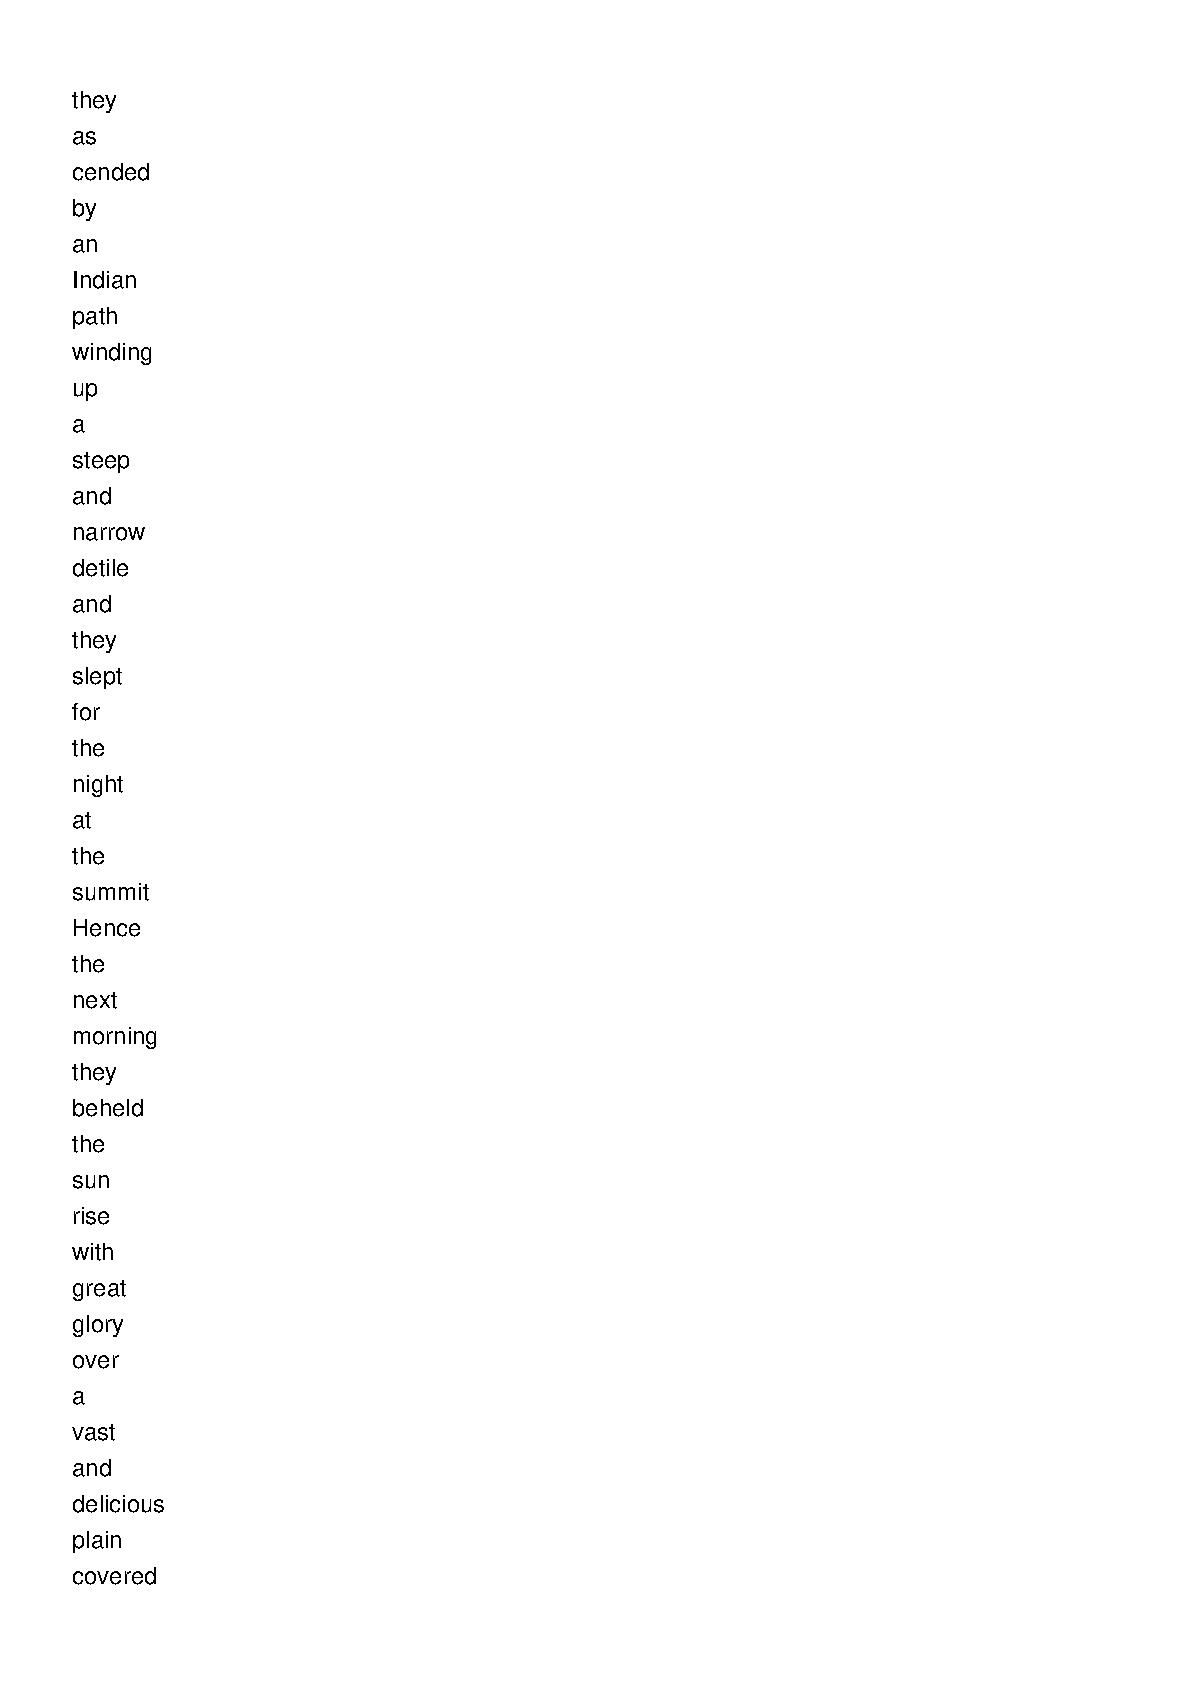 they
as
cended
by
an
Indian
path
winding
up
a
steep
and
narrow
detile
and
they
slept
for
the
night
at
the
summit
Hence
the
next
morning
they
beheld
the
sun
rise
with
great
glory
over
a
vast
and
delicious
plain
covered